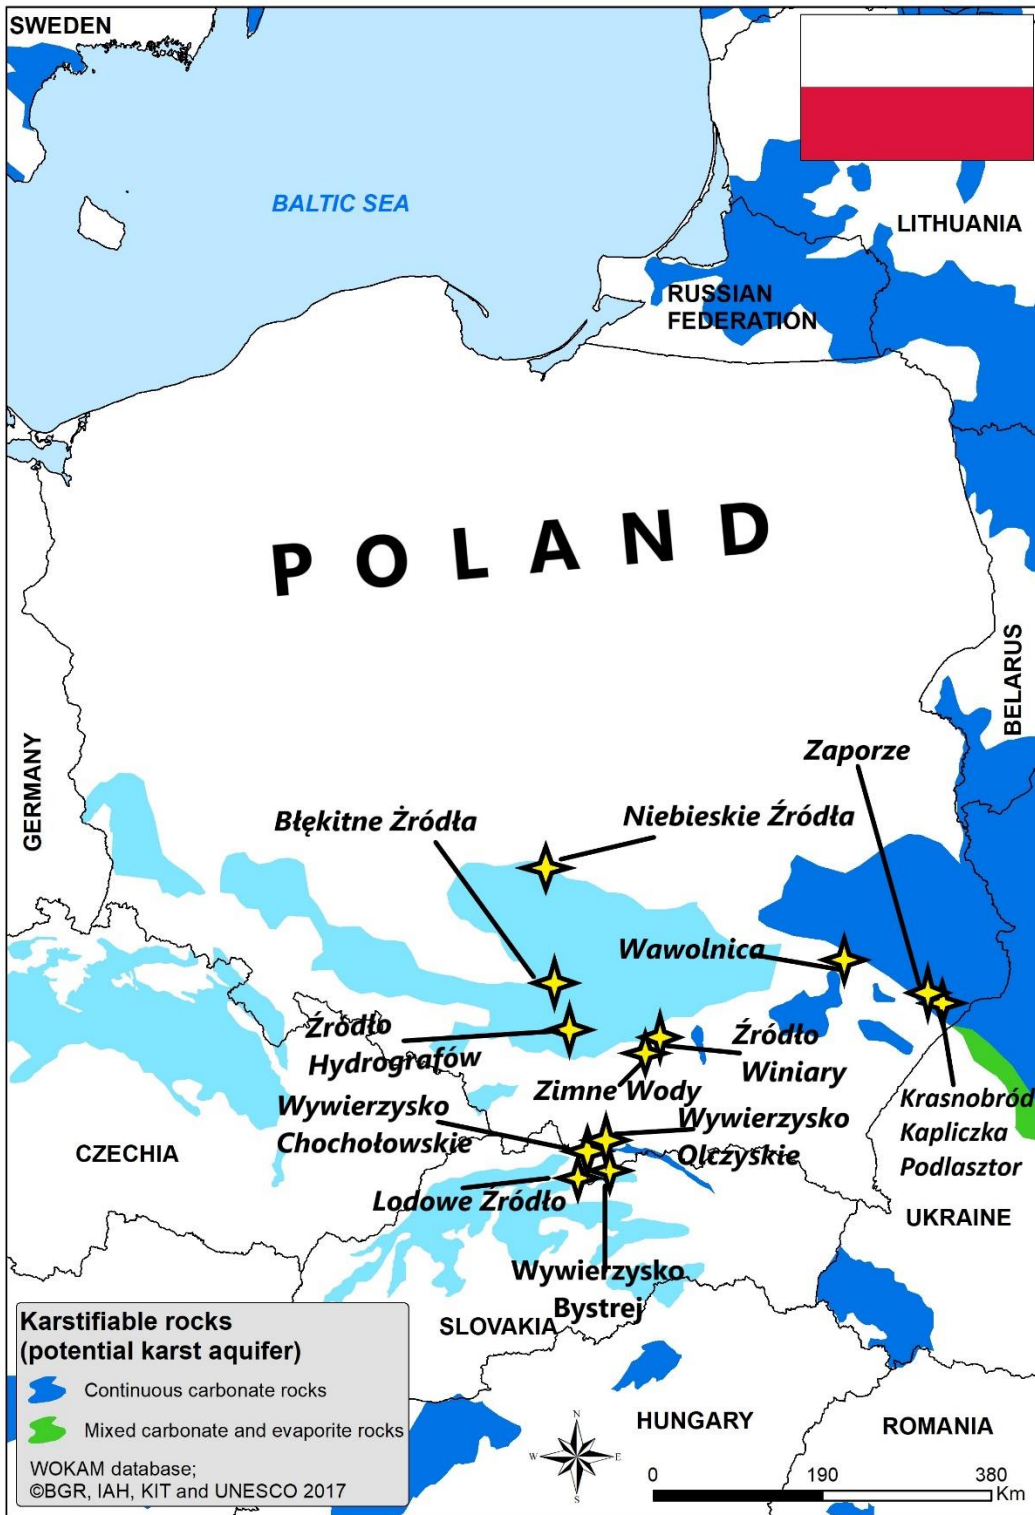 SWEDEN
BALTIC SEA
LITHUANIA
RUSSIAN
FEDERATION
POLAND
BELARUS
GERMANY
Zaporze
Błękitne Żródła
Niebieskie Źródła
Wawolnica
Źródło
Hydrografów
Źródło
Winiary
Zimne Wody
Wywierzysko
Chochołowskie
Wywierzysko
Olczyskie
Krasnobród
Kapliczka
Podlasztor
CZECHIA
Lodowe Źródło
UKRAINE
Wywierzysko
Bystrej
SLOVAKIA
HUNGARY
ROMANIA
Karstifiable rocks
(potential karst aquifer)
Continuous carbonate rocks
Mixed carbonate and evaporite rocks
WOKAM database;
©BGR, IAH, KIT and UNESCO 2017
N
W E
S
0 190 380
Km